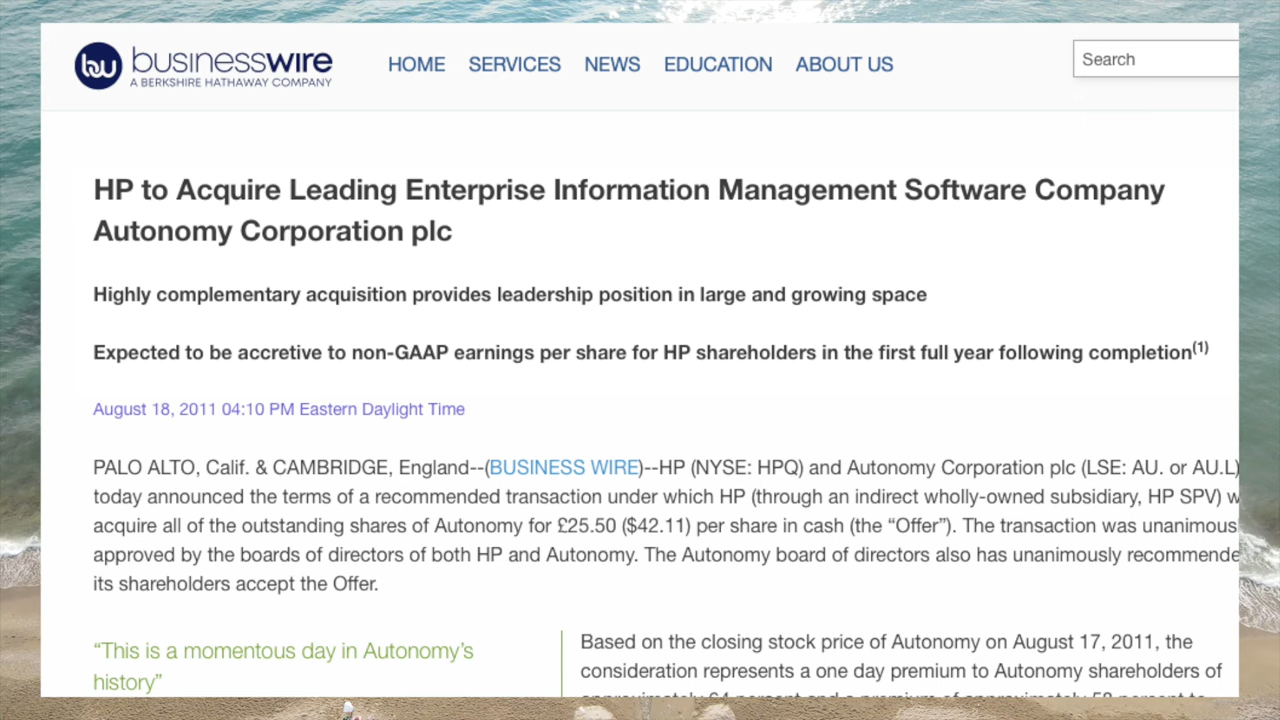 businesswire
A BERKSHIRE HATHAWAY COMPANY
HOME SERVICES NEWS EDUCATION ABOUT US
Search
HP to Acquire Leading Enterprise Information Management Software Company
Autonomy Corporation plc
Highly complementary acquisition provides leadership position in large and growing space
Expected to be accretive to non-GAAP earnings per share for HP shareholders in the first full year following completion(1)
August 18, 2011 04:10 PM Eastern Daylight Time
PALO ALTO, Calif. & CAMBRIDGE, England--(BUSINESS WIRE)--HP (NYSE: HPQ) and Autonomy Corporation plc (LSE: AU. or AU.L)
today announced the terms of a recommended transaction under which HP (through an indirect wholly-owned subsidiary, HP SPV) w
acquire all of the outstanding shares of Autonomy for £25.50 ($42.11) per share in cash (the “Offer”). The transaction was unanimous
approved by the boards of directors of both HP and Autonomy. The Autonomy board of directors also has unanimously recommende
its shareholders accept the Offer.
“This is a momentous day in Autonomy’s
history”
Based on the closing stock price of Autonomy on August 17, 2011, the
consideration represents a one day premium to Autonomy shareholders of